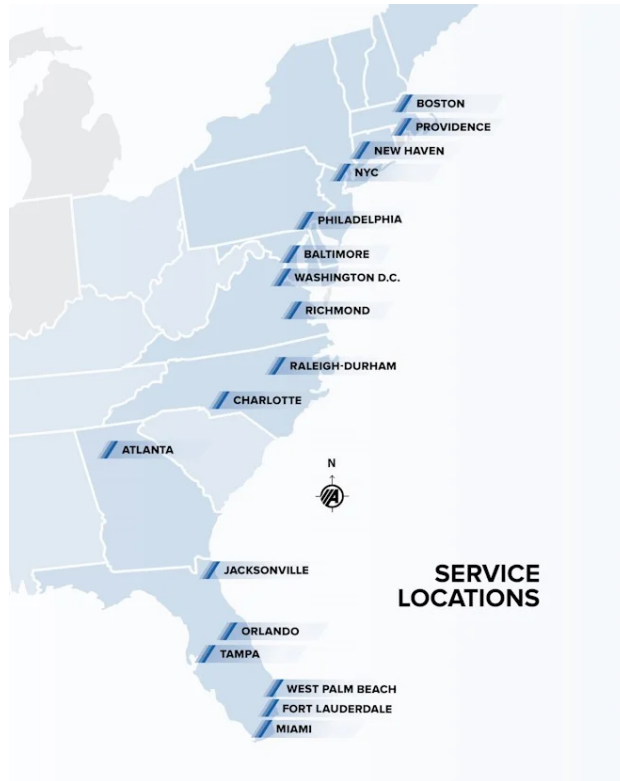 BOSTON
PROVIDENCE
NEW HAVEN
NYC
PHILADELPHIA
BALTIMORE
WASHINGTON D.C.
RICHMOND
RALEIGH-DURHAM
CHARLOTTE
ATLANTA
N
A
JACKSONVILLE
SERVICE
LOCATIONS
ORLANDO
TAMPA
WEST PALM BEACH
FORT LAUDERDALE
MIAMI